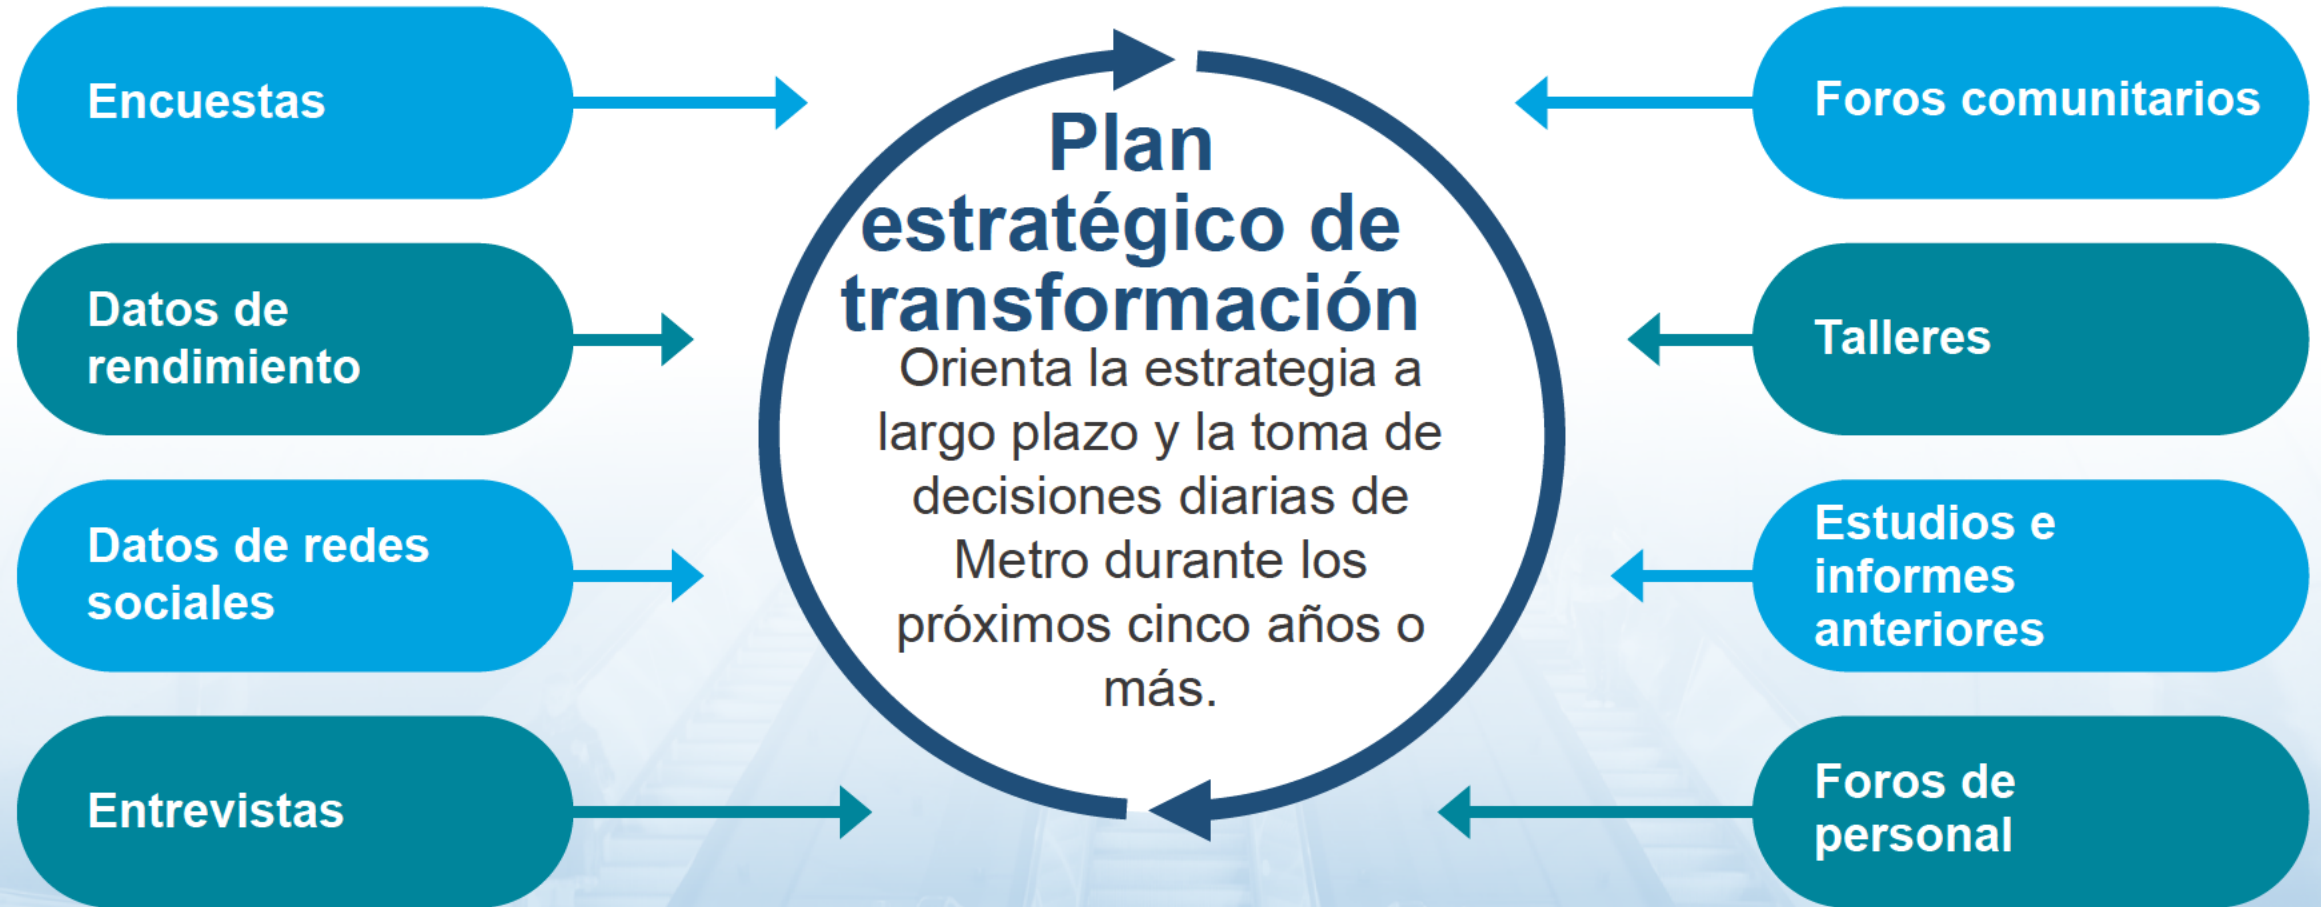 Encuestas
Datos de
rendimiento
Datos de redes
sociales
Entrevistas
Plan
estratégico de
transformación
Orienta la estrategia a
largo plazo y la toma de
decisiones diarias de
Metro durante los
próximos cinco años o
más.
Foros comunitarios
Talleres
Estudios e
informes
anteriores
Foros de
personal